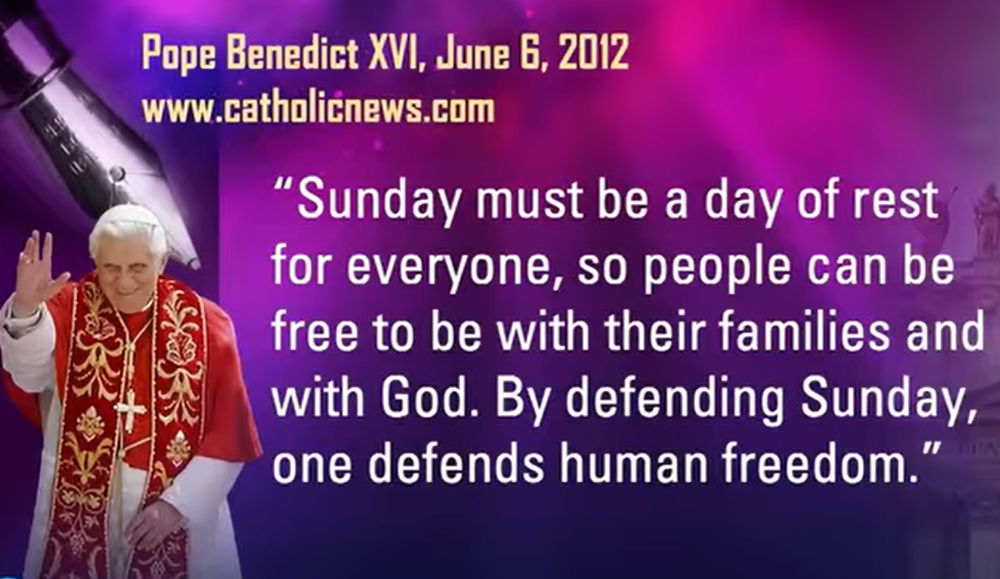 Pope Benedict XVI, June 6, 2012
www.catholicnews.com
“Sunday must be a day of rest
for everyone, so people can be
free to be with their families and
with God. By defending Sunday,
one defends human freedom.”